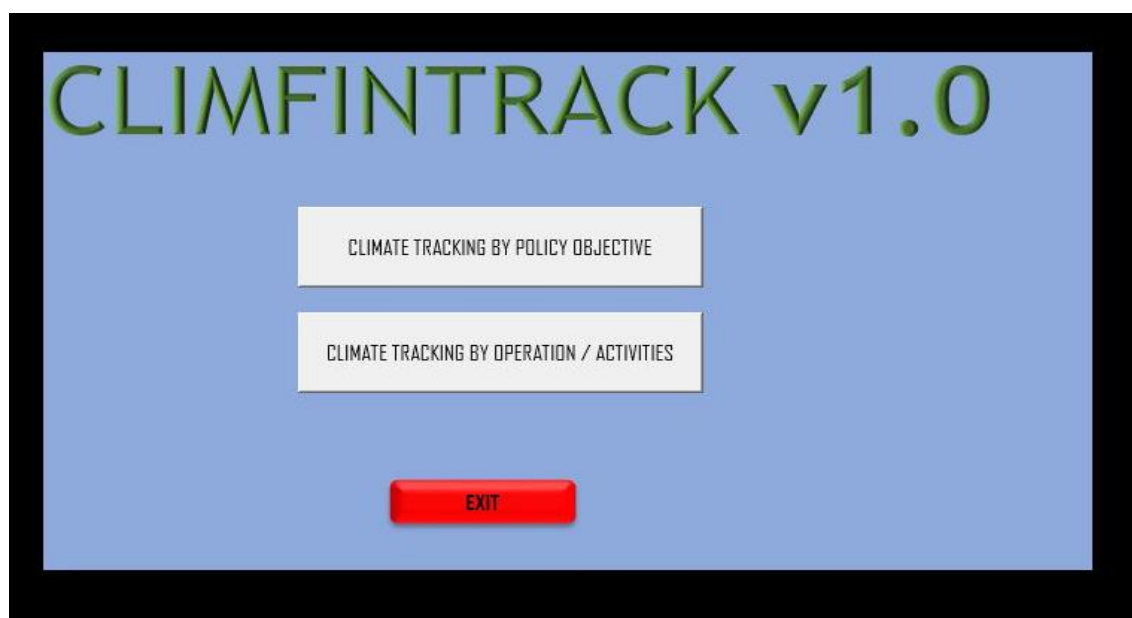 CLIMFINTRACK v1.0
CLIMATE TRACKING BY POLICY OBJECTIVE
CLIMATE TRACKING BY OPERATION / ACTIVITIES
EXIT